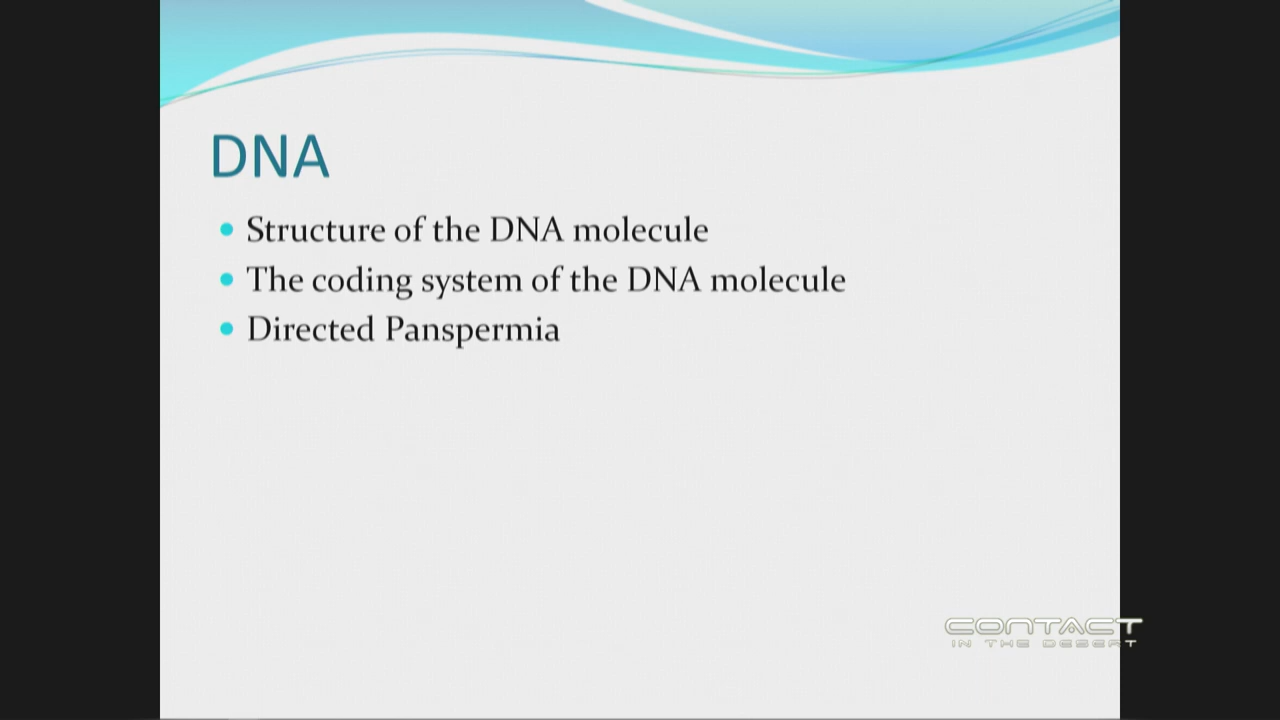 DNA
Structure of the DNA molecule
The coding system of the DNA molecule
Directed Panspermia
CONTACT
IN THE DESERT